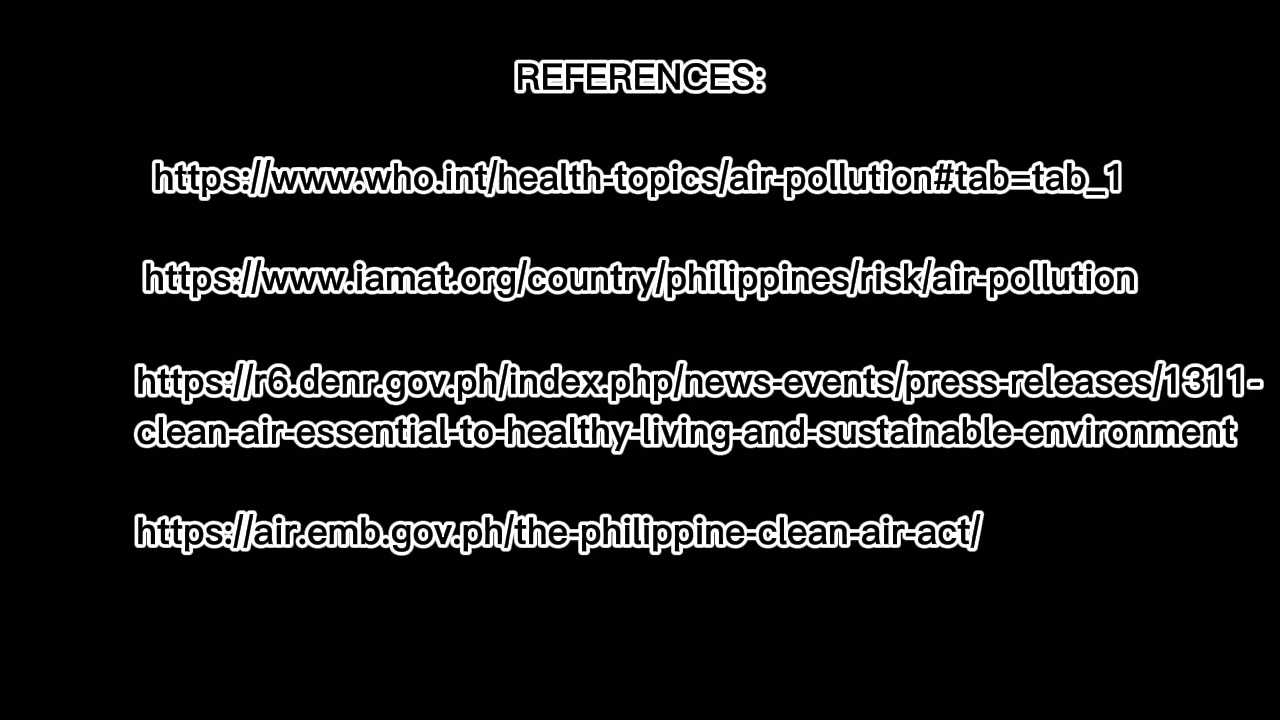 REFERENCES:
https://www.who.int/health-topics/air-pollution#tab=tab_1
https://www.iamat.org/country/philippines/risk/air-pollution
https://r6.denr.gov.ph/index.php/news-events/press-releases/1311-
clean-air-essential-to-healthy-living-and-sustainable-environment
https://air.emb.gov.ph/the-philippine-clean-air-act/